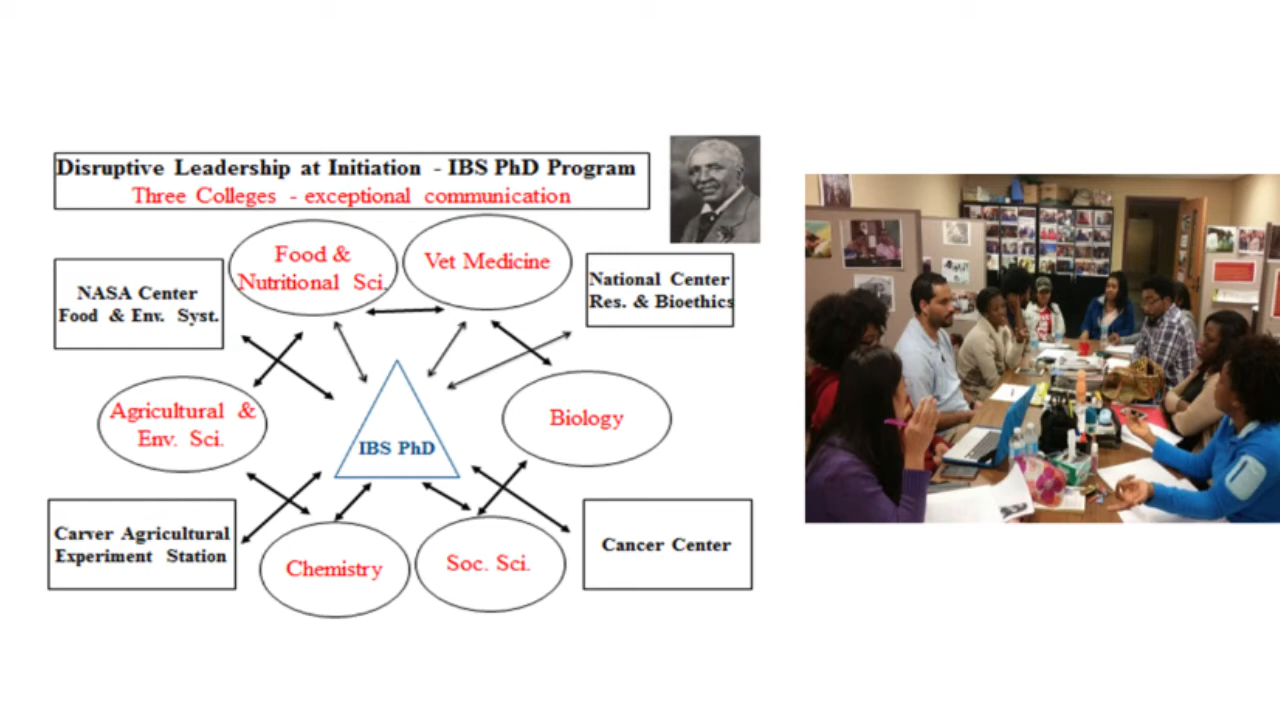 Disruptive Leadership at Initiation - IBS PhD Program
Three Colleges - exceptional communication
Food &
Nutritional Sci.
Vet Medicine
NASA Center
Food & Env. Syst.
National Center
Res. & Bioethics
Agricultural &
Env. Sci.
IBS PhD
Biology
Carver Agricultural
Experiment Station
Chemistry
Soc. Sci.
Cancer Center